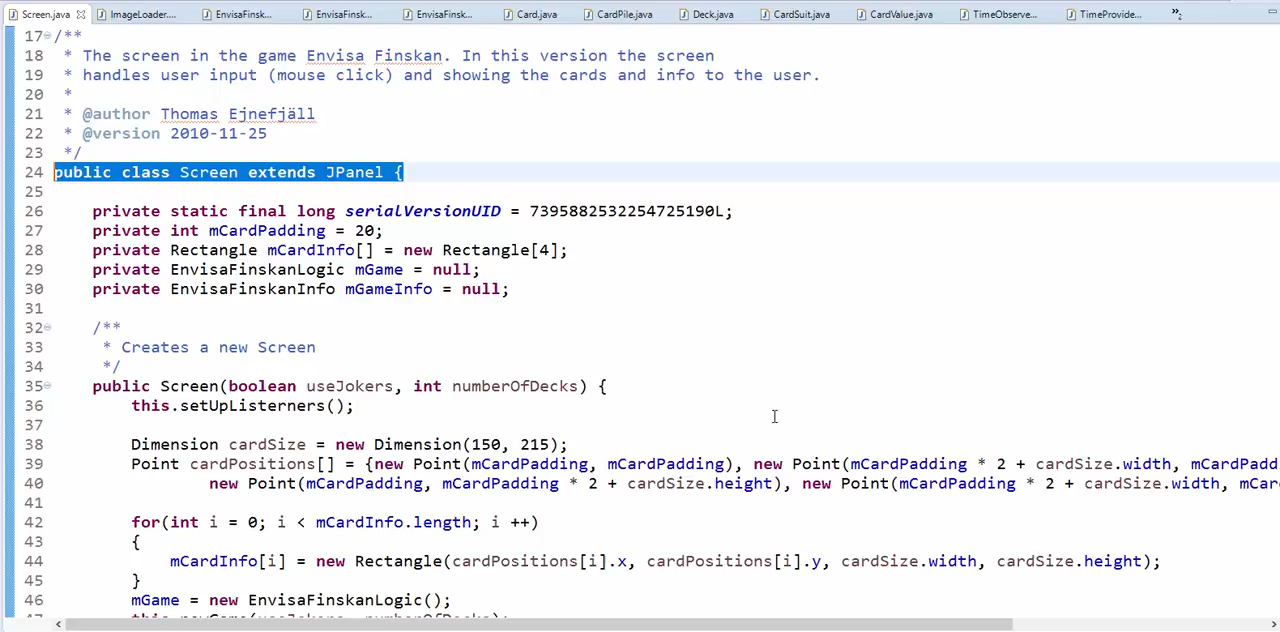 Screen.java ImageLoader.... EnvisaFinsk... EnvisaFinsk... EnvisaFinsk... Card.java CardPile.java Deck.java CardSuit.java CardValue.java TimeObserve... TimeProvide... »2
17 /**
18 * The screen in the game Envisa Finskan. In this version the screen
19 * handles user input (mouse click) and showing the cards and info to the user.
20 *
21 * @author Thomas Ejnefjäll
22 * @version 2010-11-25
23 */
24 public class Screen extends JPanel {
25
26 private static final long serialVersionUID = 7395882532254725190L;
27 private int mCardPadding = 20;
28 private Rectangle mCardInfo[] = new Rectangle[4];
29 private EnvisaFinskanLogic mGame = null;
30 private EnvisaFinskanInfo mGameInfo = null;
31
32 /**
33 * Creates a new Screen
34 */
35 public Screen(boolean useJokers, int numberOfDecks) {
36 this.setUpListerners();
37
38 Dimension cardSize = new Dimension(150, 215);
39 Point cardPositions[] = {new Point(mCardPadding, mCardPadding), new Point(mCardPadding * 2 + cardSize.width, mCardPadd
40 new Point(mCardPadding, mCardPadding * 2 + cardSize.height), new Point(mCardPadding * 2 + cardSize.width, mCar
41
42 for(int i = 0; i < mCardInfo.length; i ++)
43 {
44 mCardInfo[i] = new Rectangle(cardPositions[i].x, cardPositions[i].y, cardSize.width, cardSize.height);
45 }
46 mGame = new EnvisaFinskanLogic();